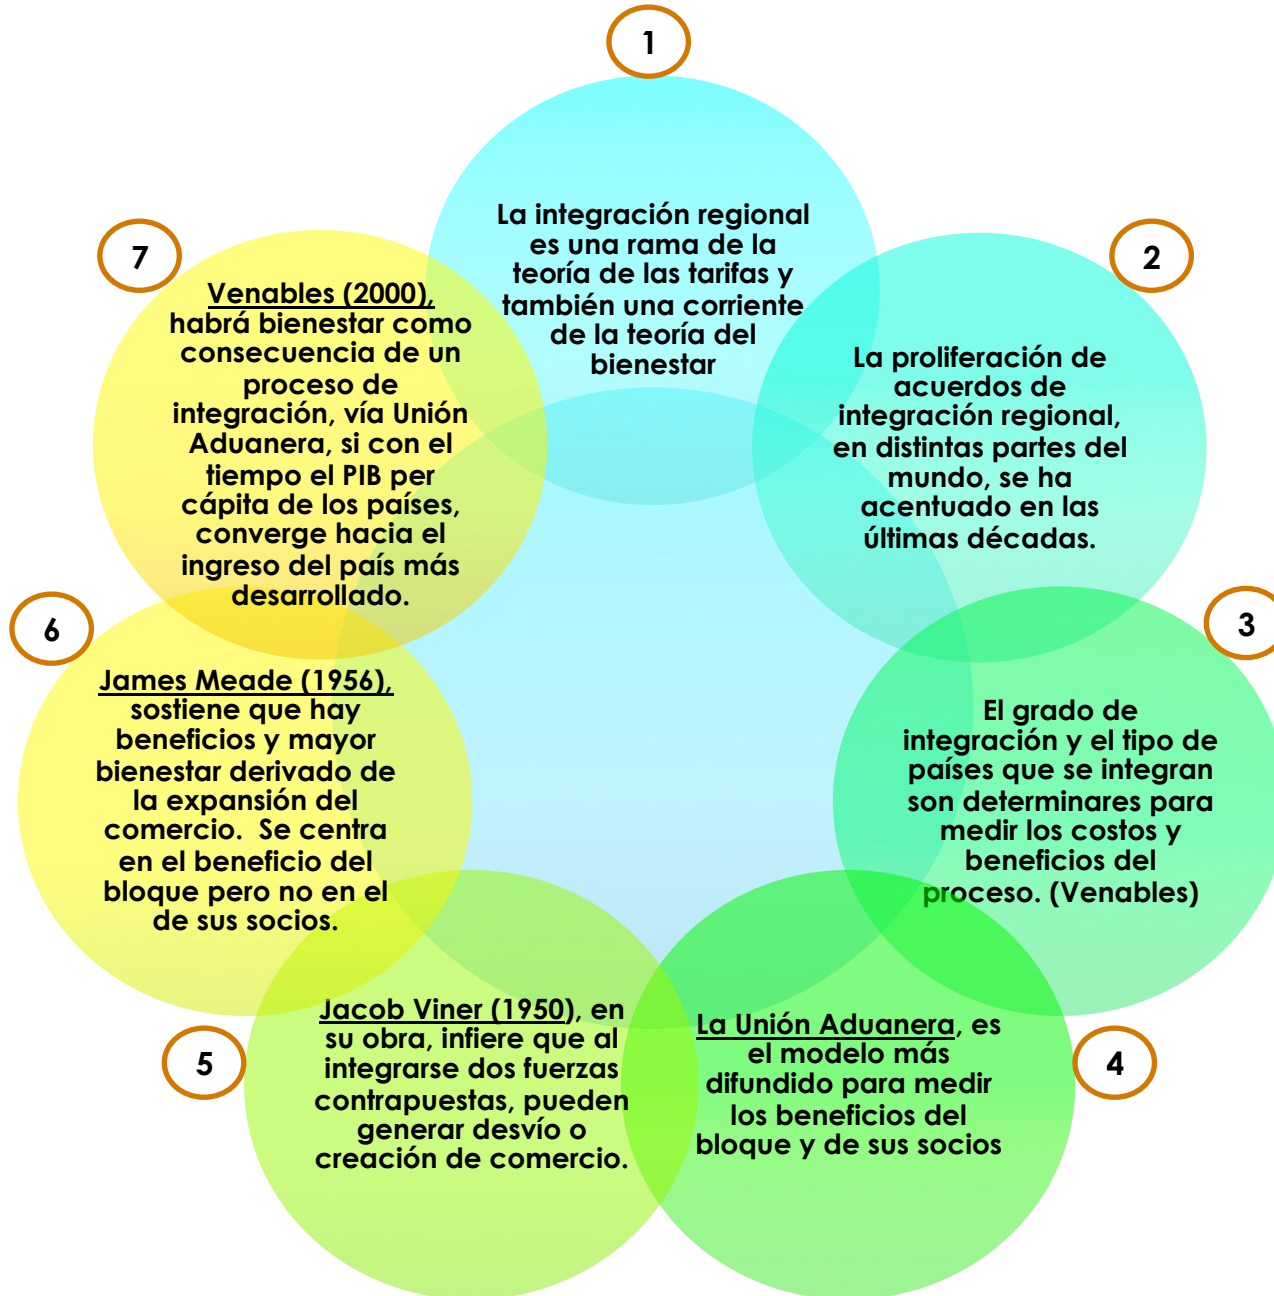 1
La integración regional
es una rama de la
teoría de las tarifas y
también una corriente
de la teoría del
bienestar
2
La proliferación de
acuerdos de
integración regional,
en distintas partes del
mundo, se ha
acentuado en las
últimas décadas.
3
El grado de
integración y el tipo de
países que se integran
son determinares para
medir los costos y
beneficios del
proceso. (Venables)
4
La Unión Aduanera, es
el modelo más
difundido para medir
los beneficios del
bloque y de sus socios
5
Jacob Viner (1950), en
su obra, infiere que al
integrarse dos fuerzas
contrapuestas, pueden
generar desvío o
creación de comercio.
6
James Meade (1956),
sostiene que hay
beneficios y mayor
bienestar derivado de
la expansión del
comercio. Se centra
en el beneficio del
bloque pero no en el
de sus socios.
7
Venables (2000),
habrá bienestar como
consecuencia de un
proceso de
integración, vía Unión
Aduanera, si con el
tiempo el PIB per
cápita de los países,
converge hacia el
ingreso del país más
desarrollado.